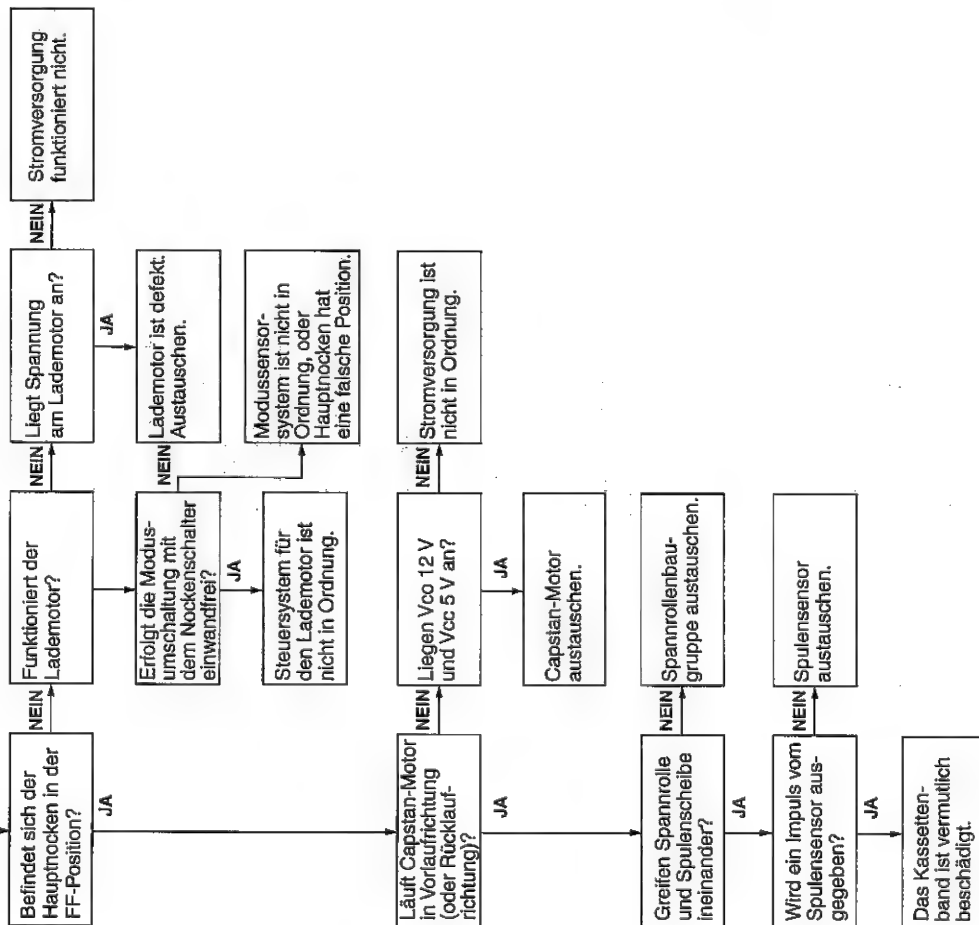 Befindet sich der
Hauptnocken in der
FF-Position?
NEIN
Funktioniert der
Lademotor?
NEIN
Liegt Spannung
am Lademotor an?
NEIN
Stromversorgung
funktioniert nicht.
JA
Lademotor ist defekt.
Austauschen.
Erfolgt die Modus-
umschaltung mit
dem Nockenschalter
einwandfrei?
NEIN
Modussensor-
system ist nicht in
Ordnung, oder
Hauptnocken hat
eine falsche Position.
JA
Steuersystem für
den Lademotor ist
nicht in Ordnung.
JA
Läuft Capstan-Motor
in Vorlaufrichtung
(oder Rücklauf-
richtung)?
NEIN
Liegen Vco 12 V
und Vcc 5 V an?
NEIN
Stromversorgung ist
nicht in Ordnung.
JA
Capstan-Motor
austauschen.
JA
Greifen Spannrolle
und Spulenscheibe
ineinander?
NEIN
Spannrollenbau-
gruppe austauschen.
JA
Wird ein Impuls vom
Spulensensor aus-
gegeben?
NEIN
Spulensensor
austauschen.
JA
Das Kassetten-
band ist vermutlich
beschädigt.